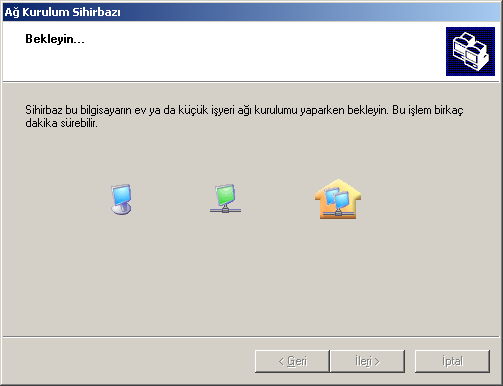 Ağ Kurulum Sihirbazı
Bekleyin...
Sihirbaz bu bilgisayarın ev ya da küçük işyeri ağı kurulumu yaparken bekleyin. Bu işlem birkaç
dakika sürebilir.
< Geri İleri > İptal